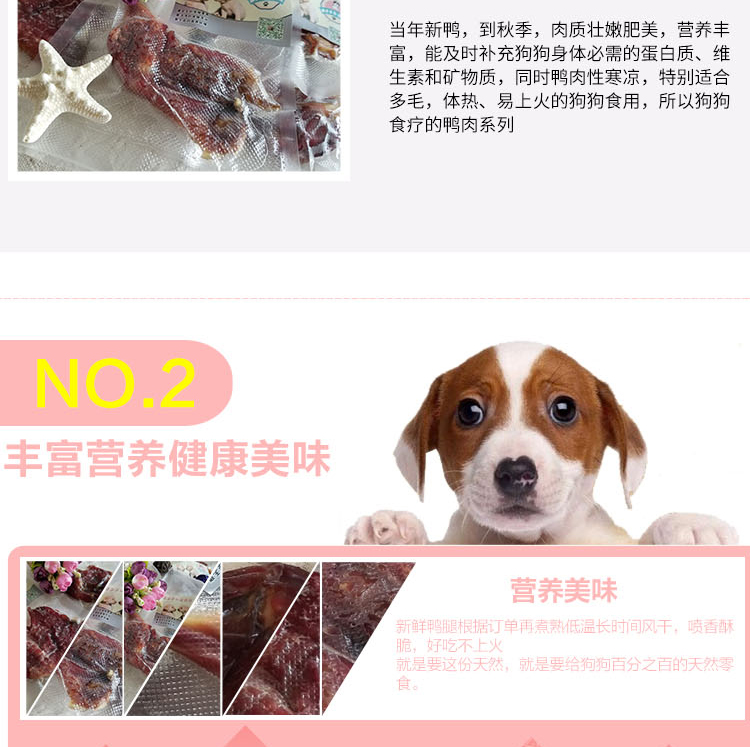 当年新鸭，到秋季，肉质壮嫩肥美，营养丰
富，能及时补充狗狗身体必需的蛋白质、维
生素和矿物质，同时鸭肉性寒凉，特别适合
多毛，体热、易上火的狗狗食用，所以狗狗
食疗的鸭肉系列
NO.2
丰富营养健康美味
营养美味
新鲜鸭腿根据订单再煮熟低温长时间风干，喷香酥
脆，好吃不上火
就是要这份天然，就是要给狗狗百分之百的天然零
食。